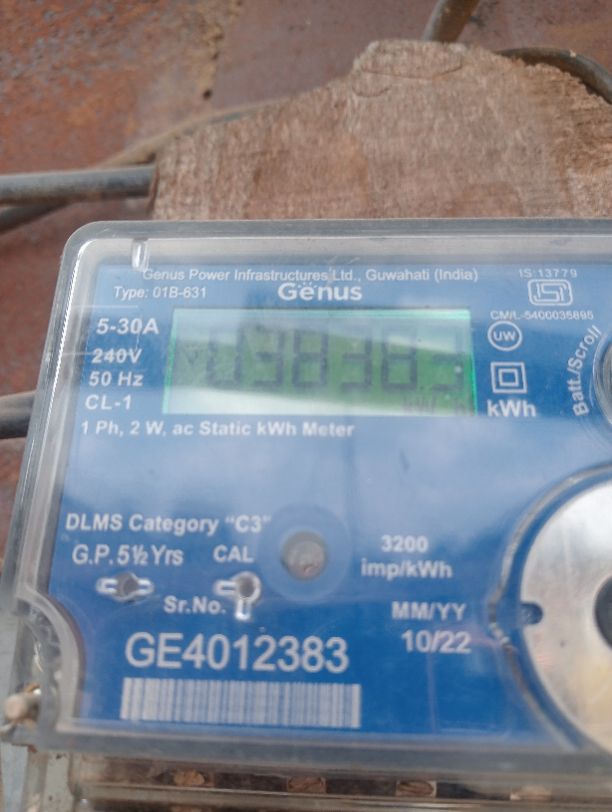 Genus Power Infrastructures Ltd., Guwahati (India)
IS:13779
Type: 01B-631
Genus
ISI
CM/L-5400035895
5-30A
UW
240V
50 Hz
Batt./Scroll
CL-1
kWh
1 Ph, 2 W, ac Static kWh Meter
DLMS Category "C3"
G.P. 5½ Yrs
CAL
3200
imp/kWh
Sr.No.
MM/YY
10/22
GE4012383